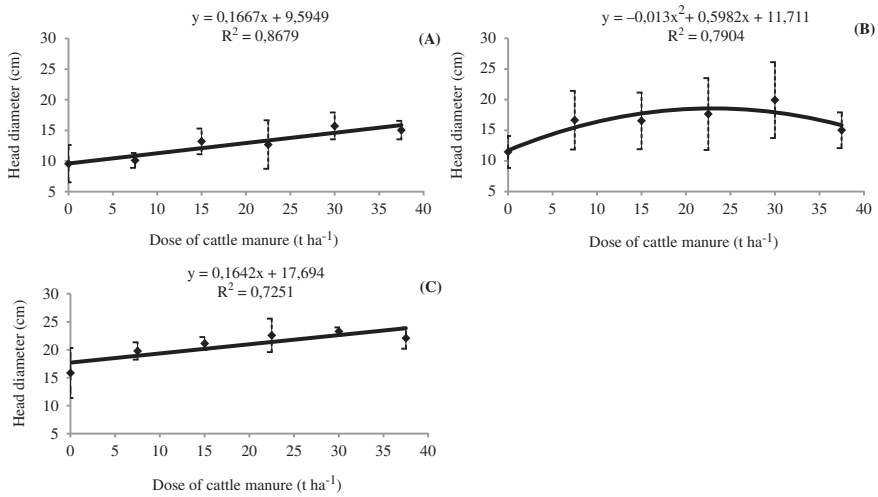 y = 0,1667x + 9,5949
R² = 0,8679
(A)
Head diameter (cm)
30
25
20
15
10
5
0 5 10 15 20 25 30 35 40
Dose of cattle manure (t ha⁻¹)
y = –0,013x² + 0,5982x + 11,711
R² = 0,7904
(B)
Head diameter (cm)
30
25
20
15
10
5
0 5 10 15 20 25 30 35 40
Dose of cattle manure (t ha⁻¹)
y = 0,1642x + 17,694
R² = 0,7251
(C)
Head diameter (cm)
30
25
20
15
10
5
0 5 10 15 20 25 30 35 40
Dose of cattle manure (t ha⁻¹)